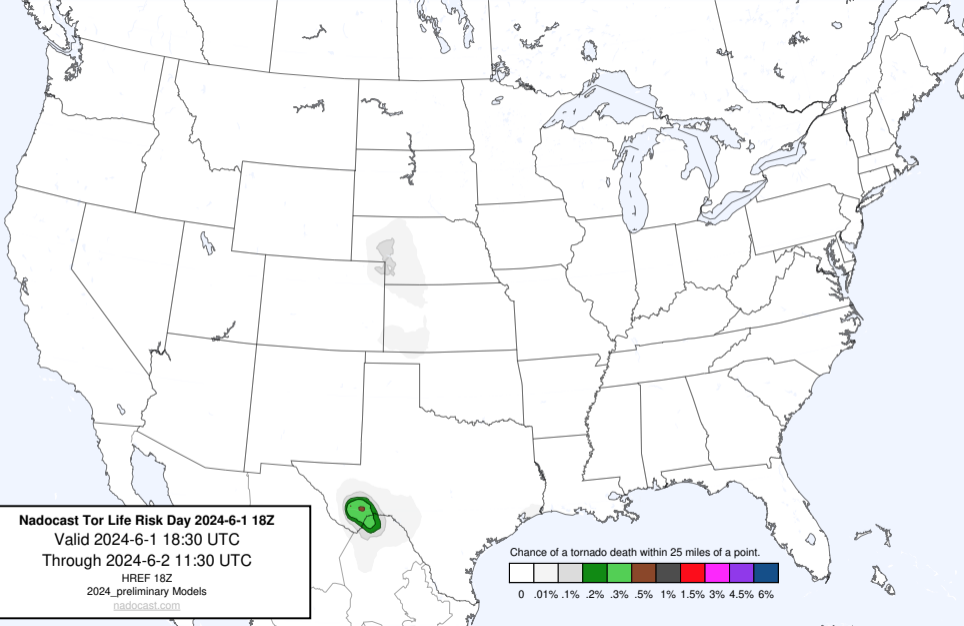 Nadocast Tor Life Risk Day 2024-6-1 18Z
Valid 2024-6-1 18:30 UTC
Through 2024-6-2 11:30 UTC
HREF 18Z
2024_preliminary Models
nadocast.com
Chance of a tornado death within 25 miles of a point.
0 .01% .1% .2% .3% .5% 1% 1.5% 3% 4.5% 6%